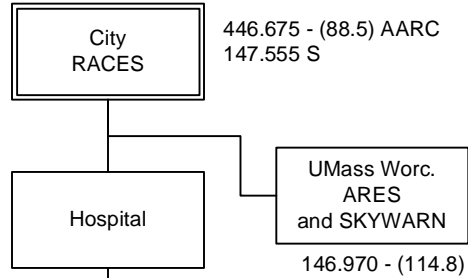 City
RACES
446.675 - (88.5) AARC
147.555 S
Hospital
UMass Worc.
ARES
and SKYWARN
146.970 - (114.8)